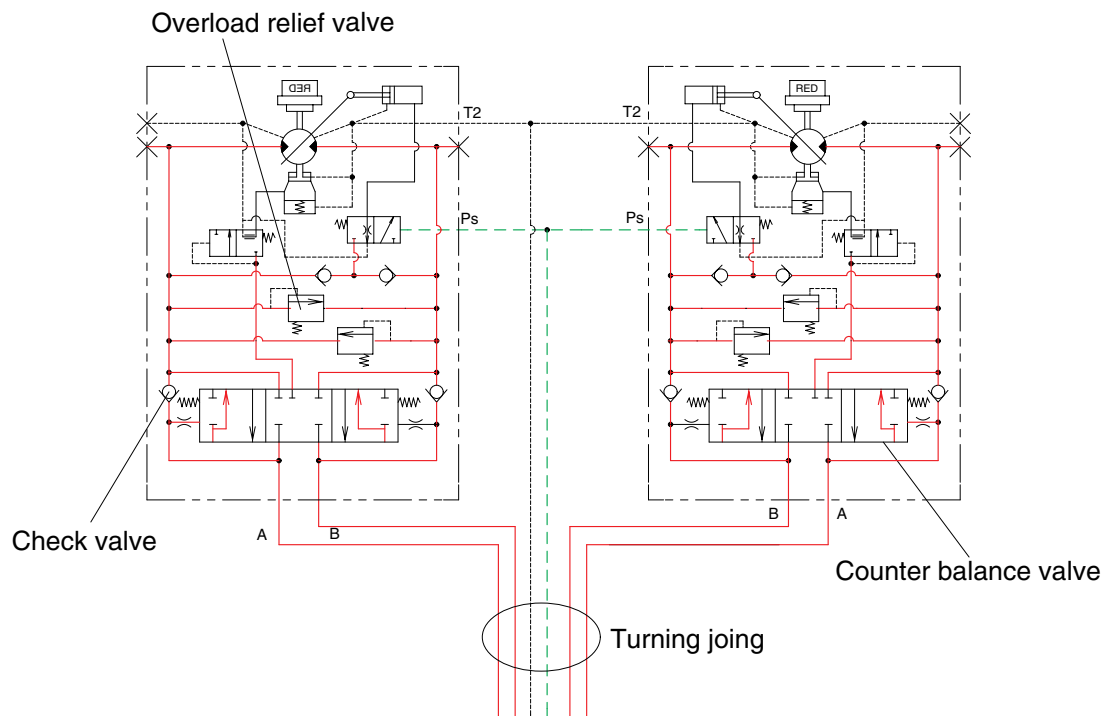 Overload relief valve
RED
RED
T2
T2
Ps
Ps
A
B
B
A
Check valve
Counter balance valve
Turning joing